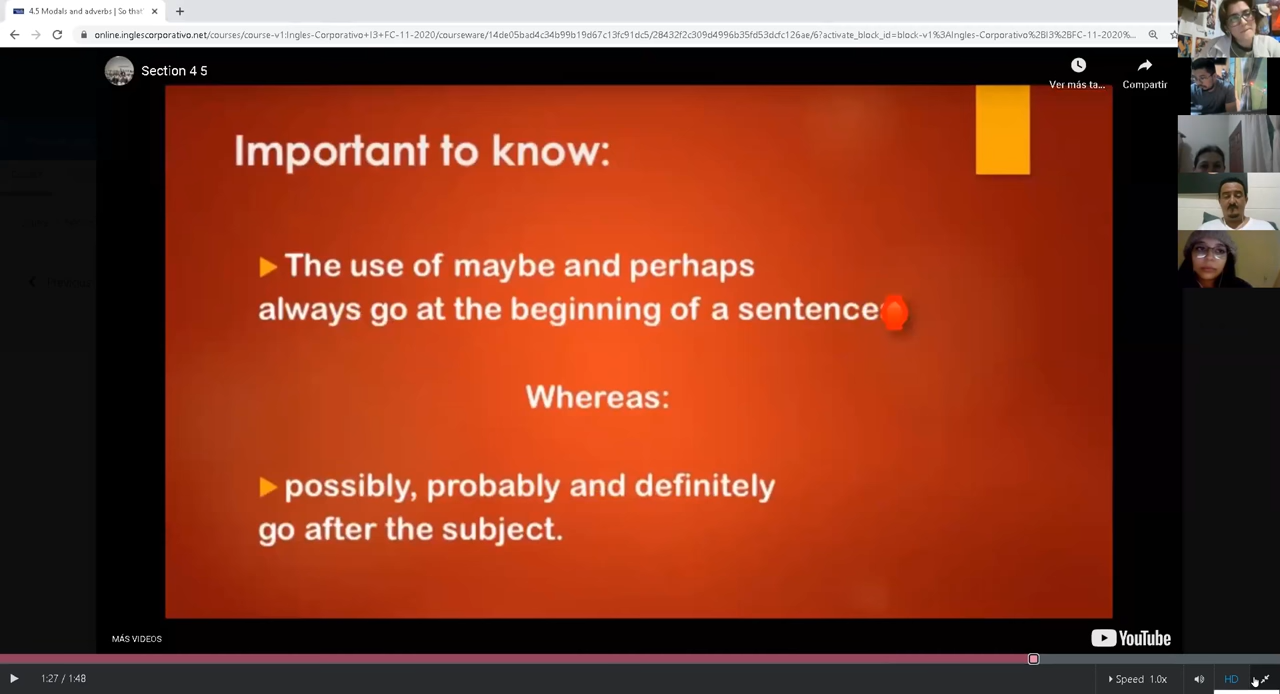 4.5 Modals and adverbs | So that'
online.inglescorporativo.net/courses/course-v1:Ingles-Corporativo+I3+FC-11-2020/courseware/14de05bad4c34b99b19d67c13fc91dc5/28432f2c309d4996b35fd53dcfc126ae/6?activate_block_id=block-v1%3AIngles-Corporativo%2BI3%2BFC-11-2020%...
Section 4 5
Ver más ta...
Compartir
Important to know:
The use of maybe and perhaps
always go at the beginning of a sentence
Whereas:
possibly, probably and definitely
go after the subject.
Previous
MÁS VIDEOS
YouTube
1:27 / 1:48
Speed 1.0x
HD